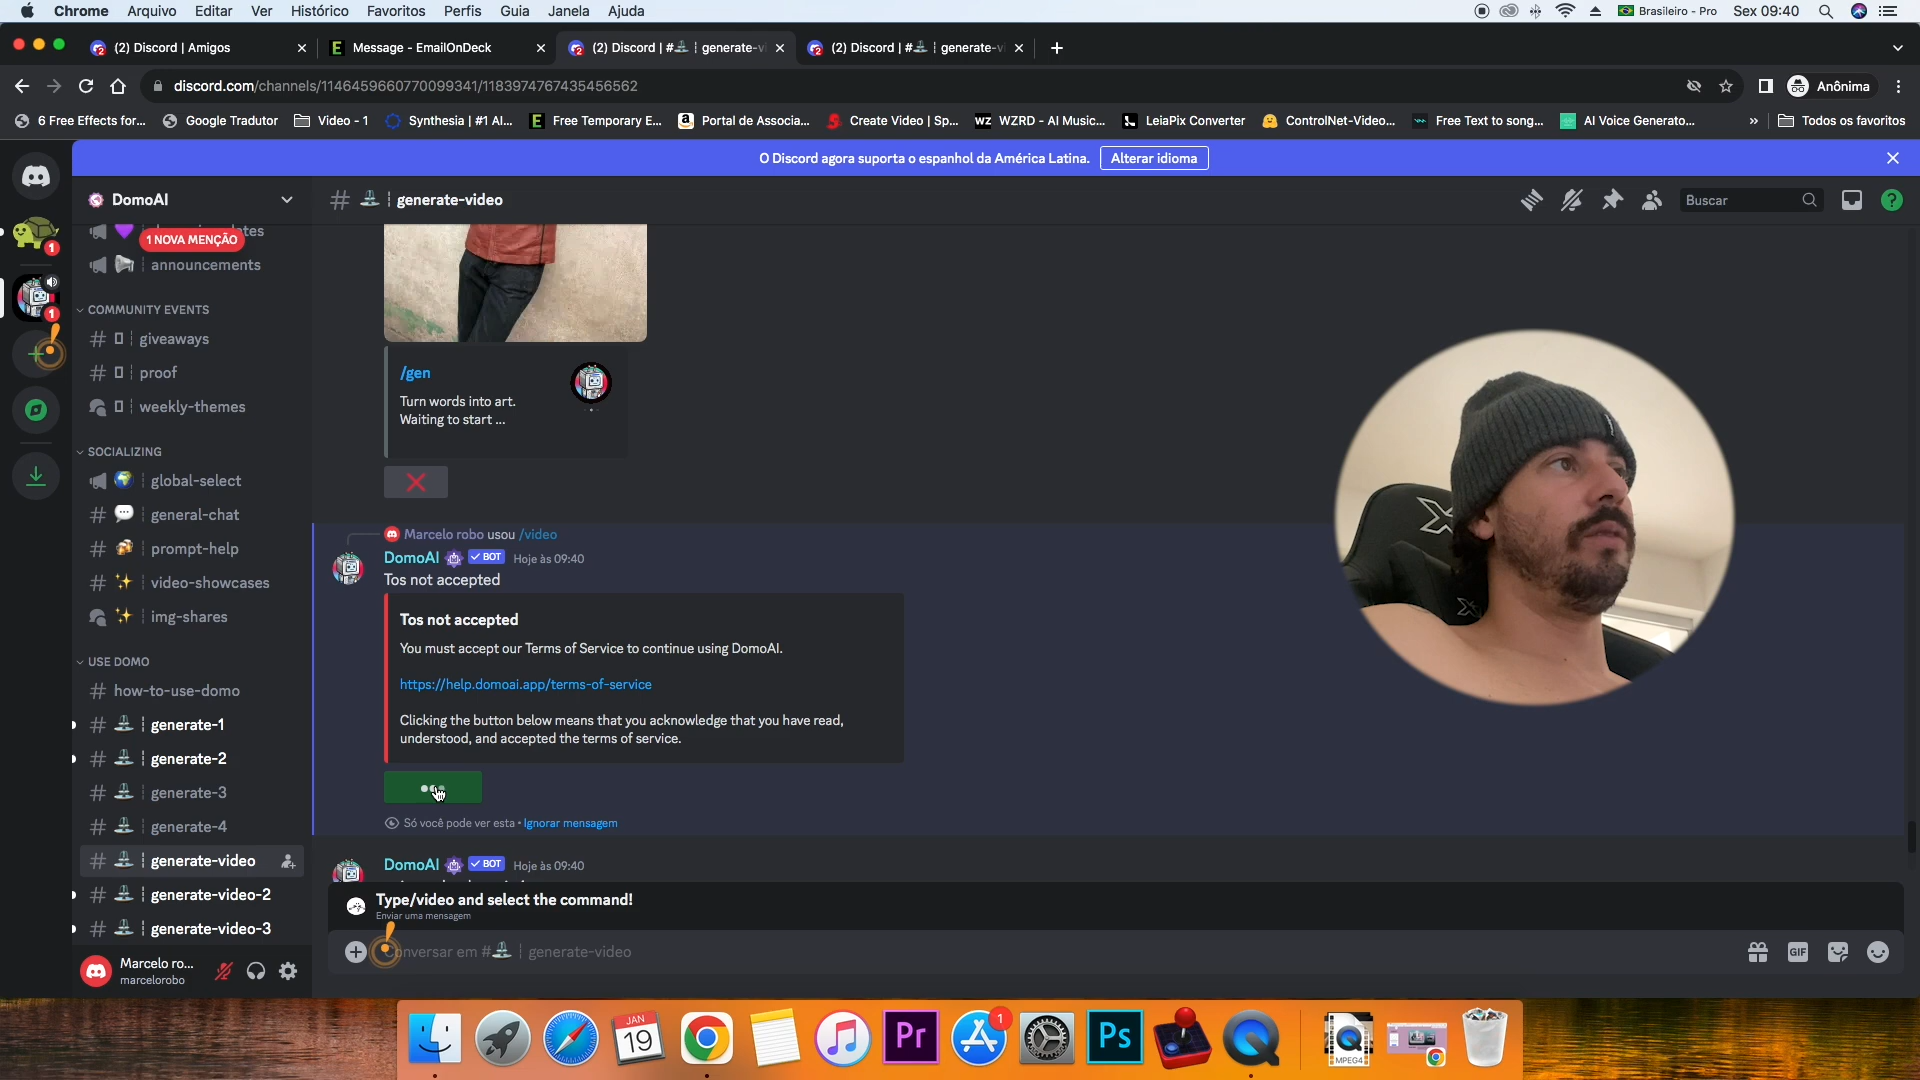 Chrome Arquivo Editar Ver Histórico Favoritos Perfis Guia Janela Ajuda
Brasileiro - Pro Sex 09:40
(2) Discord | Amigos
Message - EmailOnDeck
(2) Discord | # | generate-vi
(2) Discord | # | generate-vi
discord.com/channels/1146459660770099341/1183974767435456562
Anônima
6 Free Effects for...
Google Tradutor
Video - 1
Synthesia | #1 AI...
Free Temporary E...
Portal de Associa...
Create Video | Sp...
WZRD - AI Music...
LeiaPix Converter
ControlNet-Video...
Free Text to song...
AI Voice Generato...
Todos os favoritos
O Discord agora suporta o espanhol da América Latina. Alterar idioma
DomoAI
# | generate-video
Buscar
1 NOVA MENÇÃO
announcements
COMMUNITY EVENTS
giveaways
proof
weekly-themes
SOCIALIZING
global-select
general-chat
prompt-help
video-showcases
img-shares
USE DOMO
how-to-use-domo
generate-1
generate-2
generate-3
generate-4
generate-video
generate-video-2
generate-video-3
Marcelo ro...
marcelorobo
/gen
Turn words into art.
Waiting to start ...
Marcelo robo usou /video
DomoAI BOT Hoje às 09:40
Tos not accepted
Tos not accepted
You must accept our Terms of Service to continue using DomoAI.
https://help.domoai.app/terms-of-service
Clicking the button below means that you acknowledge that you have read,
understood, and accepted the terms of service.
Só você pode ver esta • Ignorar mensagem
DomoAI BOT Hoje às 09:40
Type/video and select the command!
Enviar uma mensagem
Conversar em # | generate-video
GIF
JAN
19
Pr
1
Ps
MPEG4